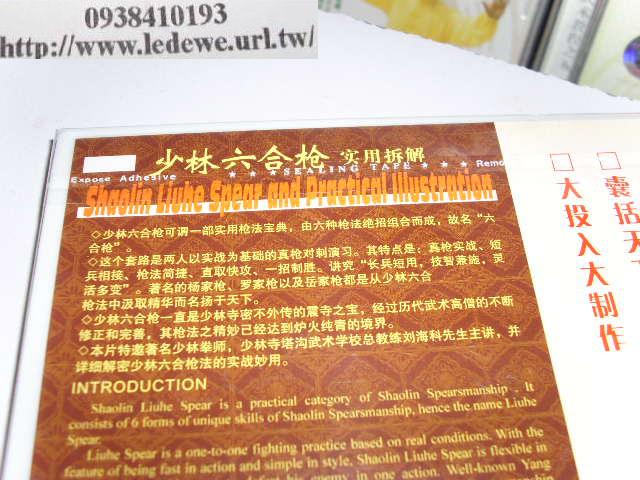 0938410193
http://www.ledewe.url.tw/
少林六合枪 实用拆解
Expose Adhesive ★ ★ ★ SEALING TAPE ★ ★ ★ Remo
Shaolin Liuhe Spear and Practical Illustration
◇少林六合枪可谓一部实用枪法宝典，由六种枪法绝招组合而成，故名“六
合枪”。
◇这个套路是两人以实战为基础的真枪对刺演习。其特点是：真枪实战、短
兵相接、枪法简捷、直取快攻、一招制胜。讲究“长兵短用，技智兼施，灵
活多变”。著名的杨家枪、罗家枪以及岳家枪都是从少林六合
枪法中汲取精华而名扬于天下。
◇少林六合枪一直是少林寺密不外传的震寺之宝，经过历代武术高僧的不断
修正和完善，其枪法之精妙已经达到炉火纯青的境界。
◇本片特邀著名少林拳师，少林寺塔沟武术学校总教练刘海科先生主讲，并
详细解密少林六合枪法的实战妙用。
INTRODUCTION
Shaolin Liuhe Spear is a practical category of Shaolin Spearsmanship . It
consists of 6 forms of unique skills of Shaolin Spearsmanship, hence the name Liuhe
Spear.
Liuhe Spear is a one-to-one fighting practice based on real conditions. With the
feature of being fast in action and simple in style, Shaolin Liuhe Spear is flexible in
defeat his enemy in one action. Well-known Yang
□囊括天下
□大投入大制作